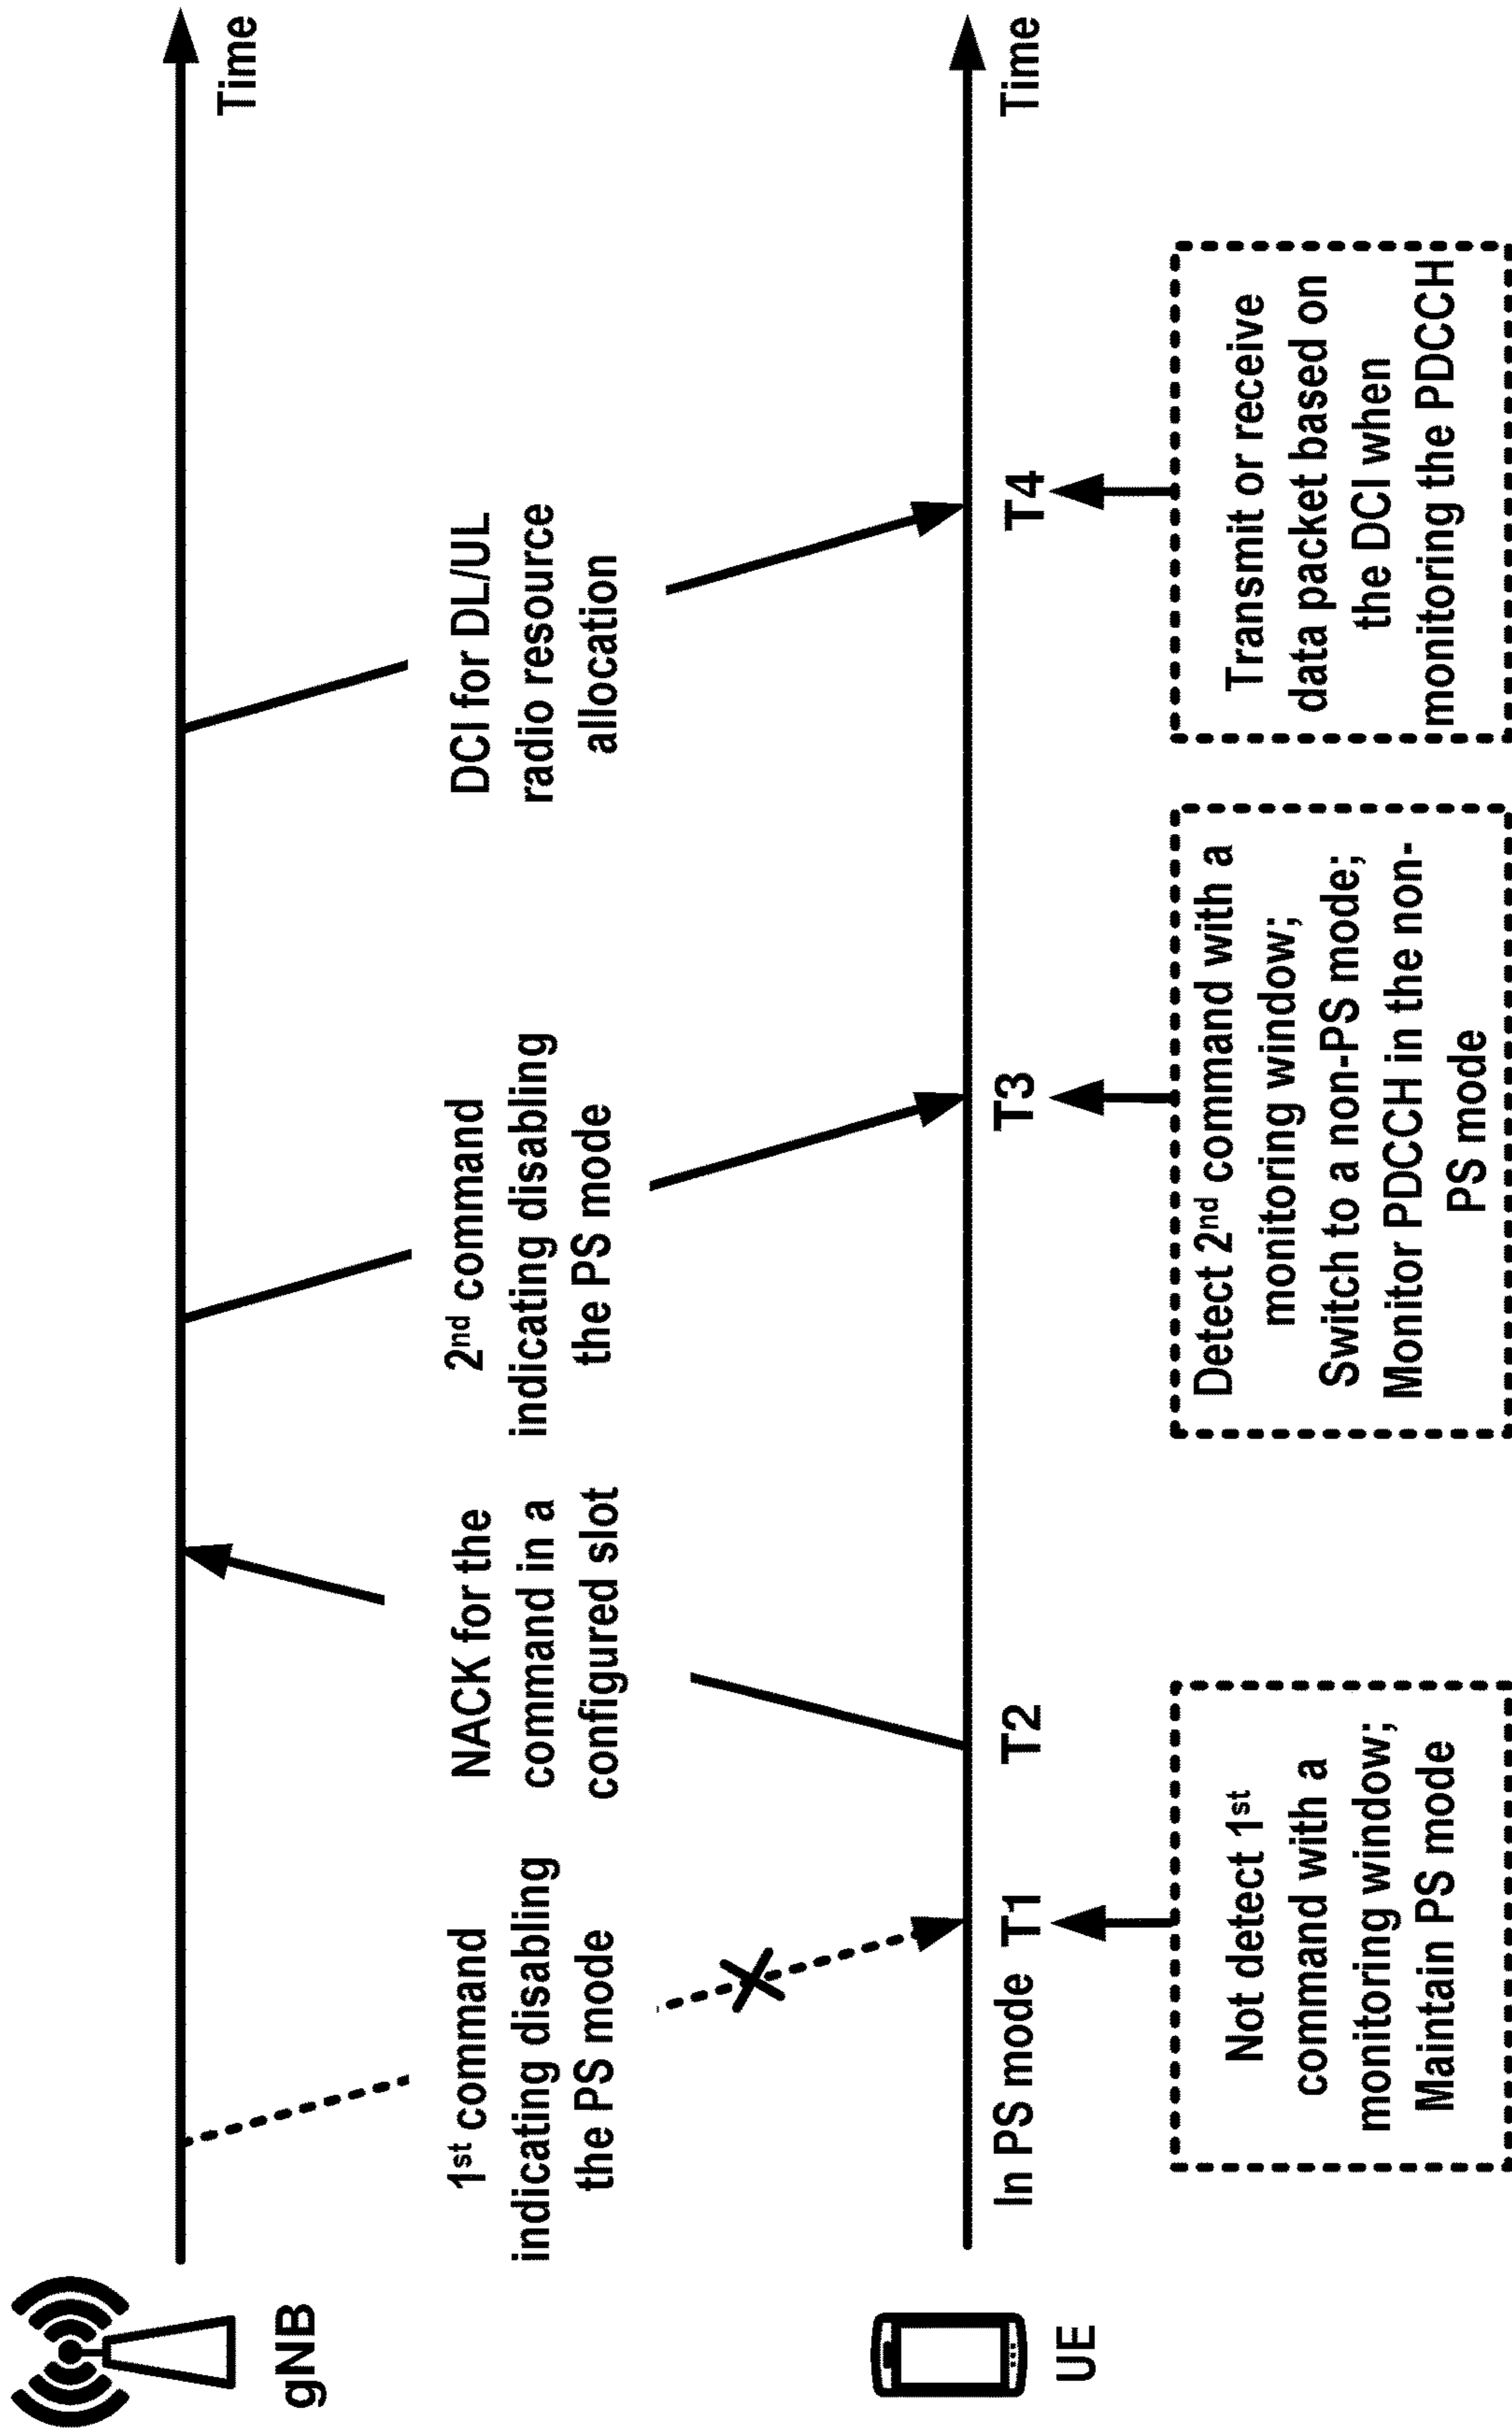 gNB
Time
1st command
indicating disabling
the PS mode
NACK for the
command in a
configured slot
2nd command
indicating disabling
the PS mode
DCI for DL/UL
radio resource
allocation
UE
In PS mode
T1
T2
T3
T4
Time
Not detect 1st
command with a
monitoring window;
Maintain PS mode
Detect 2nd command with a
monitoring window;
Switch to a non-PS mode;
Monitor PDCCH in the non-
PS mode
Transmit or receive
data packet based on
the DCI when
monitoring the PDCCH